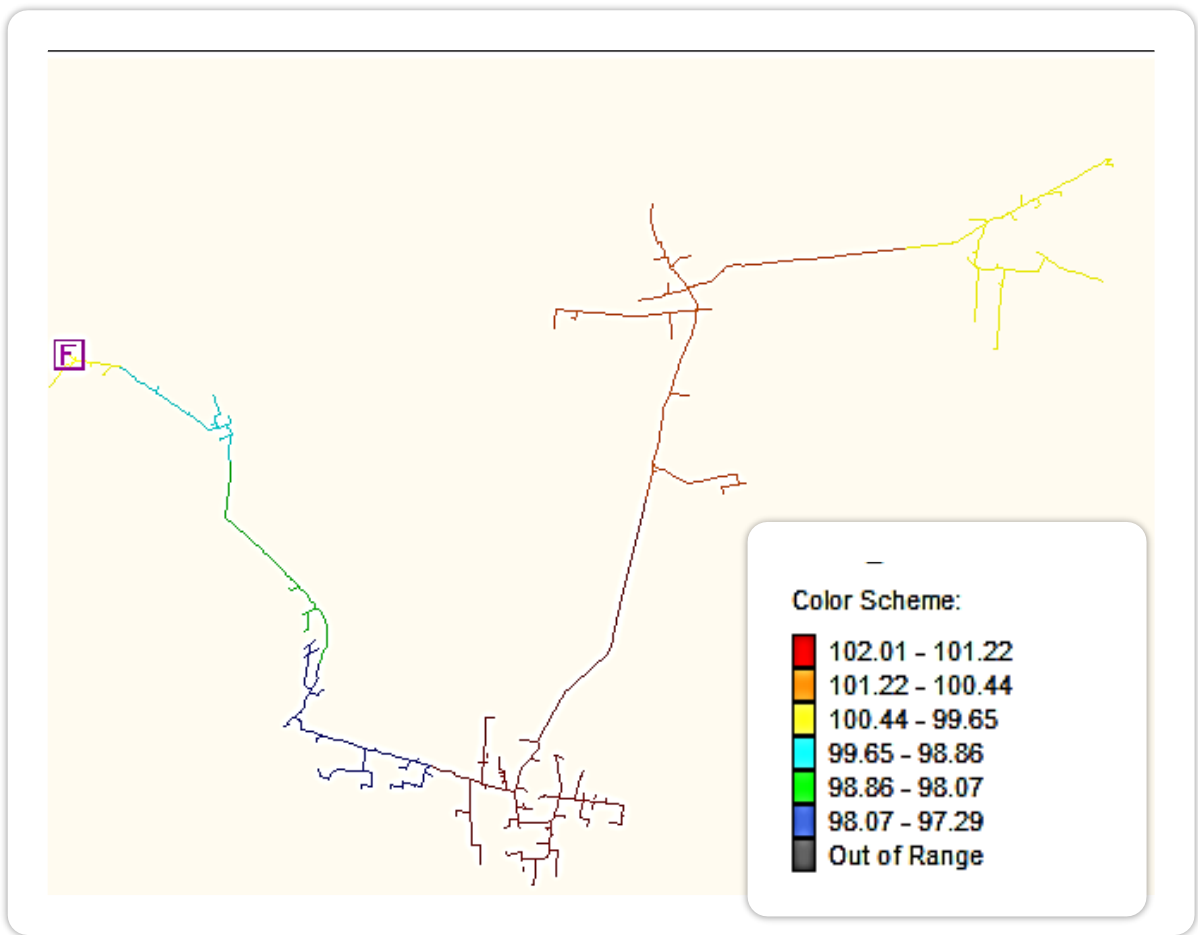 F
Color Scheme:
102.01 - 101.22
101.22 - 100.44
100.44 - 99.65
99.65 - 98.86
98.86 - 98.07
98.07 - 97.29
Out of Range